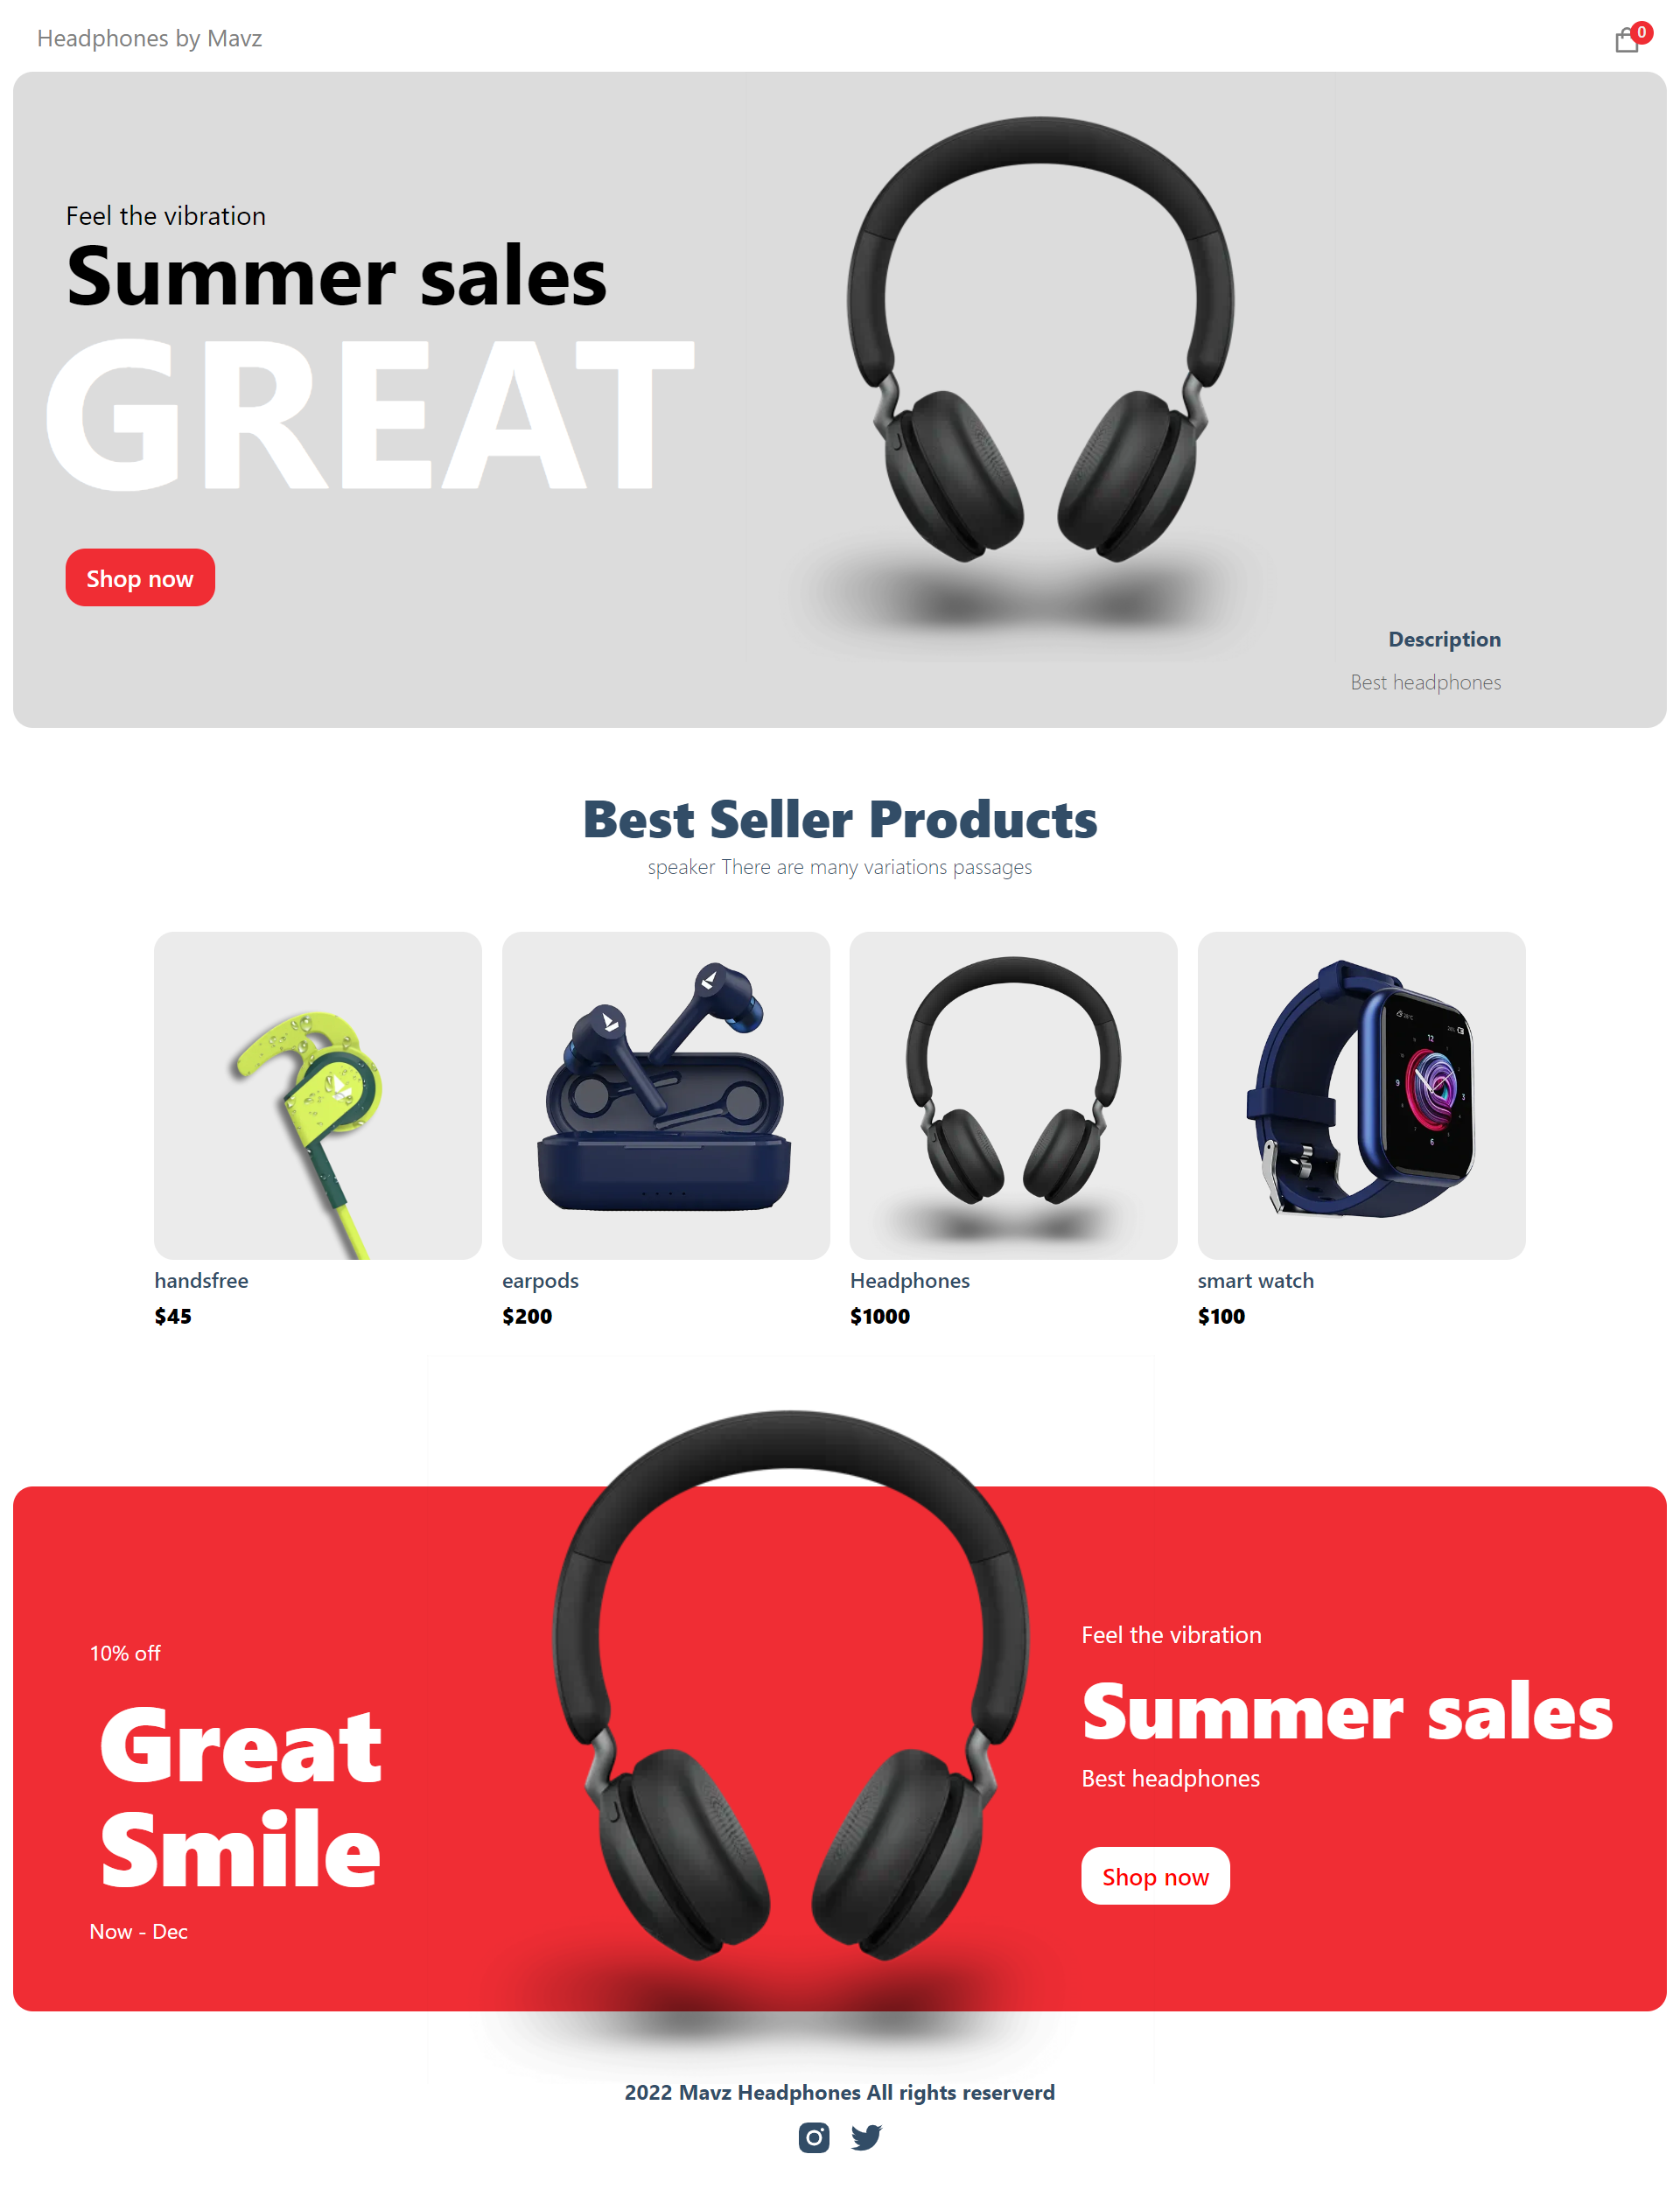 Headphones by Mavz
0
Feel the vibration
Summer sales
GREAT
Shop now
Description
Best headphones
Best Seller Products
speaker There are many variations passages
handsfree
$45
earpods
$200
Headphones
$1000
smart watch
$100
10% off
Great
Smile
Now - Dec
Feel the vibration
Summer sales
Best headphones
Shop now
2022 Mavz Headphones All rights reserverd